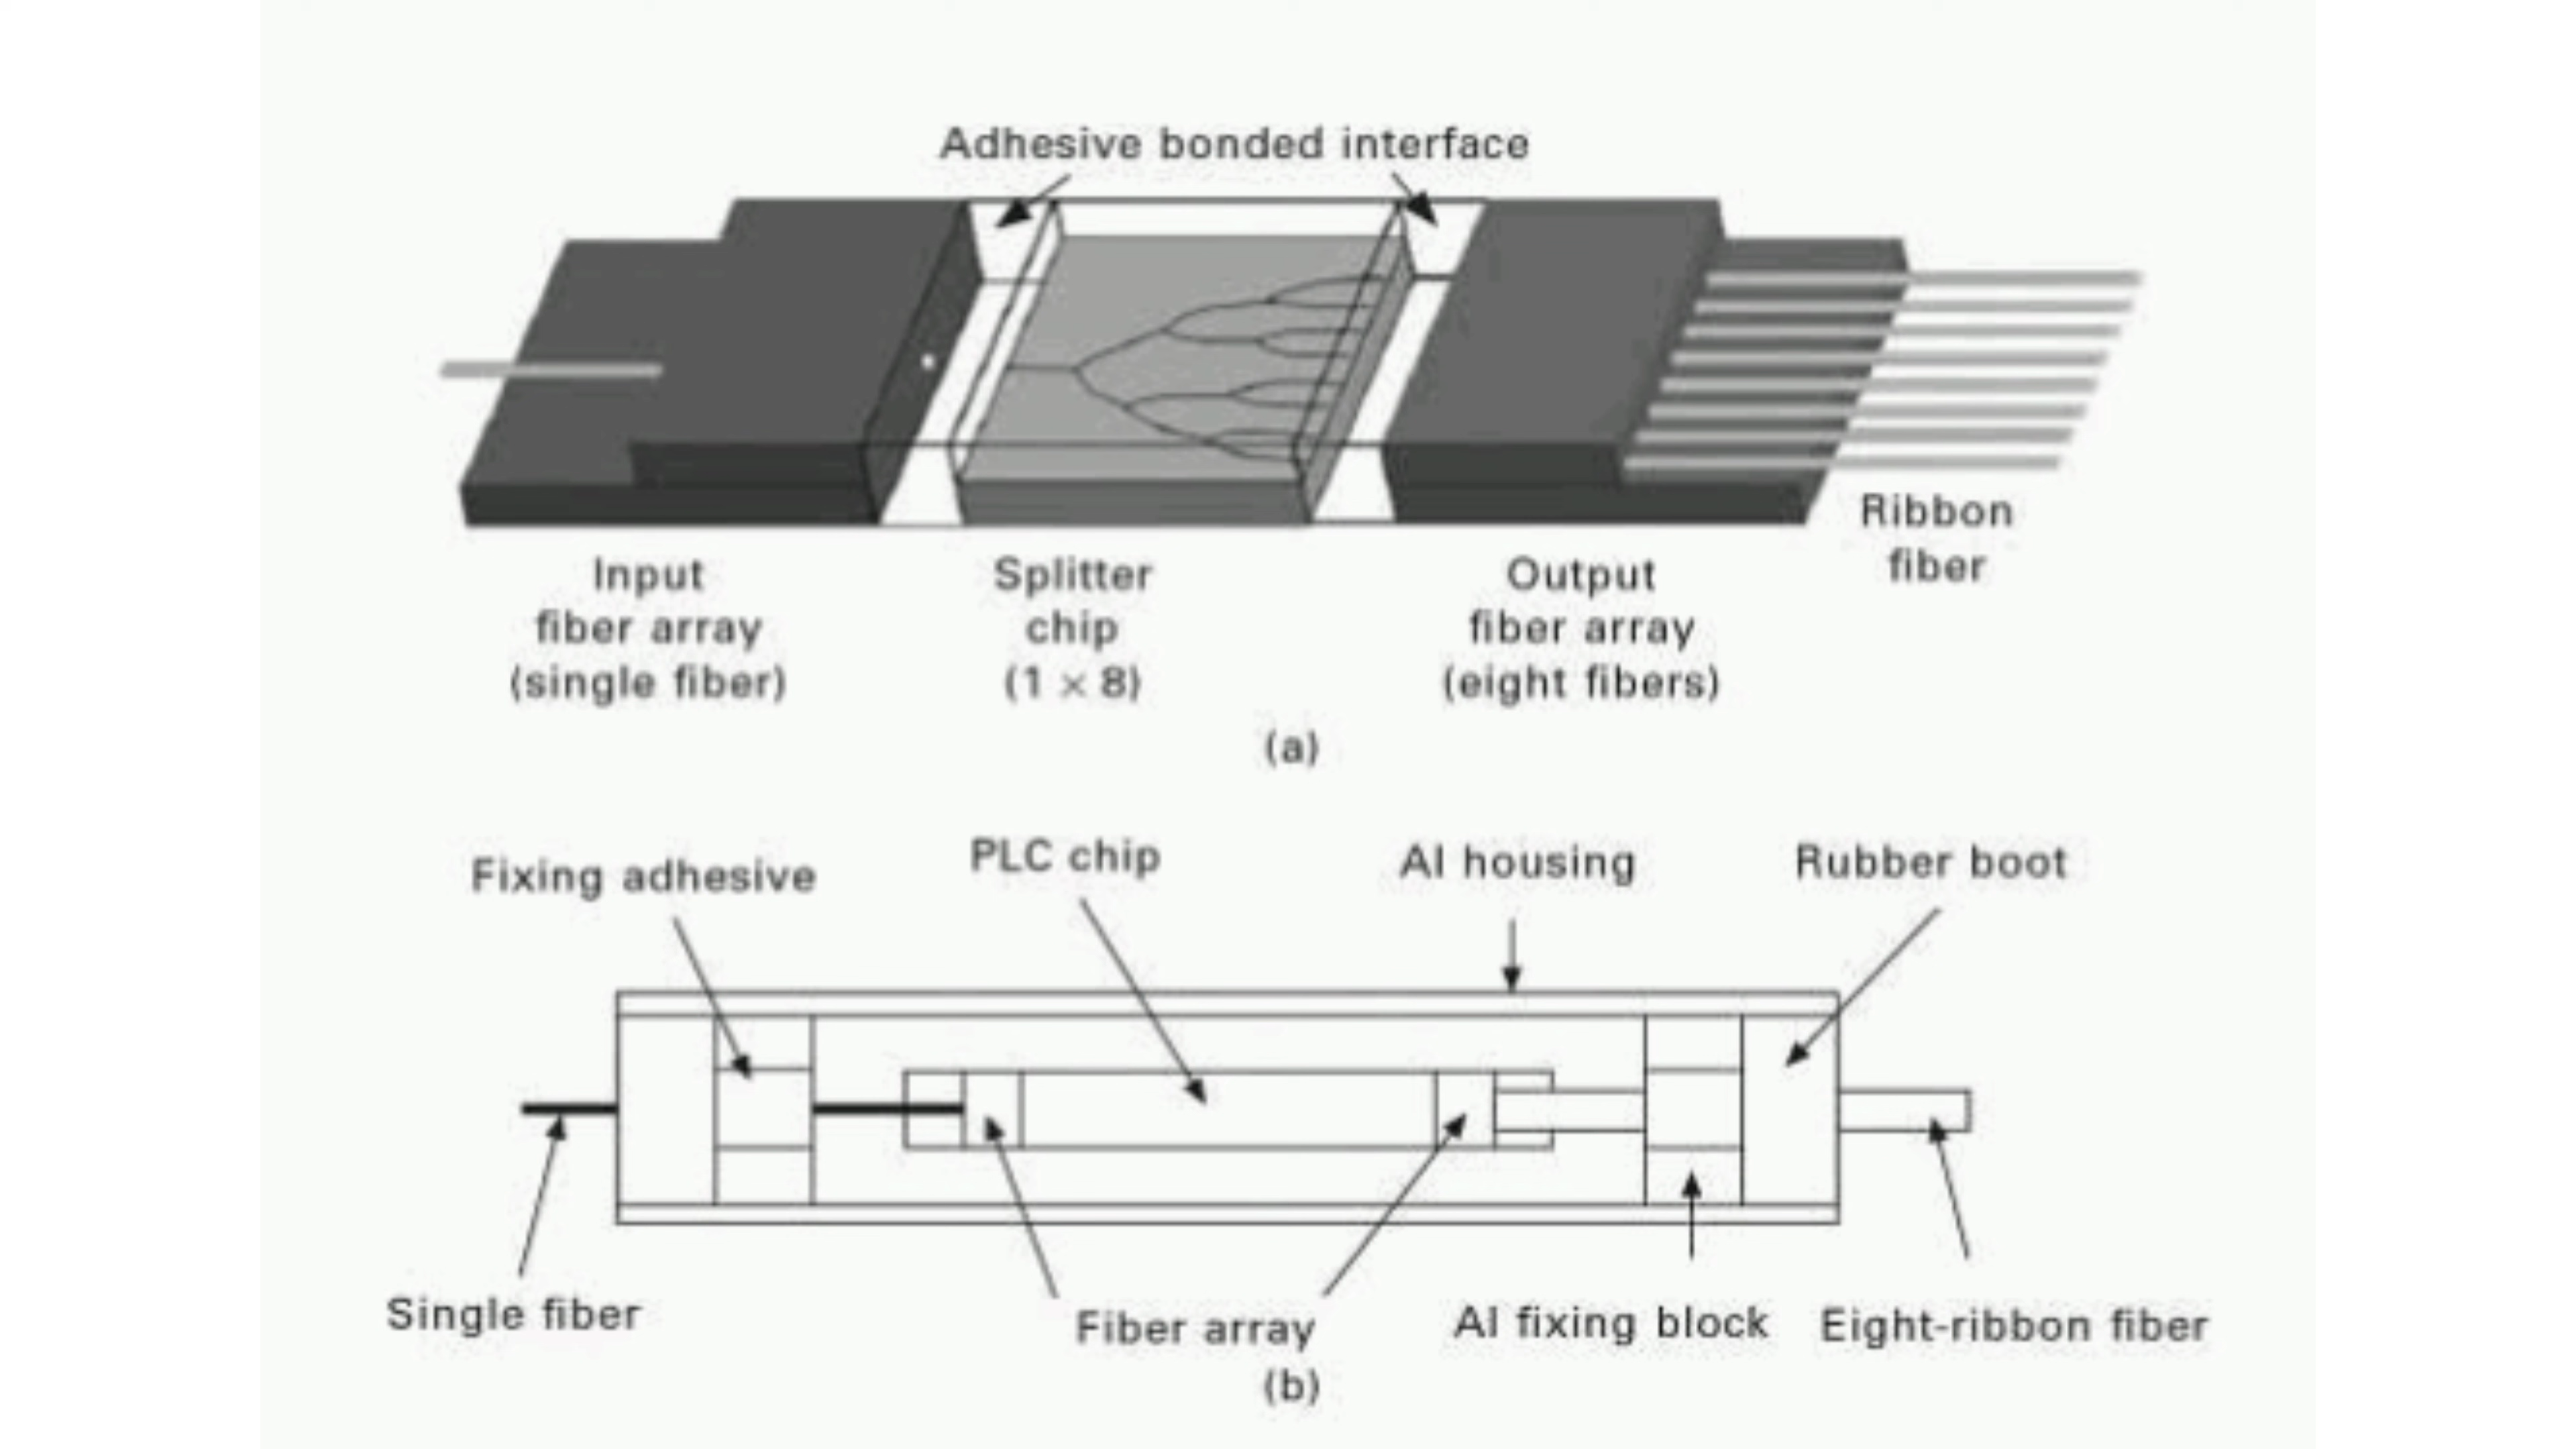 Adhesive bonded interface
Ribbon
fiber
Input
fiber array
(single fiber)
Splitter
chip
(1 × 8)
Output
fiber array
(eight fibers)
(a)
Fixing adhesive
PLC chip
Al housing
Rubber boot
Single fiber
Fiber array
Al fixing block
Eight-ribbon fiber
(b)